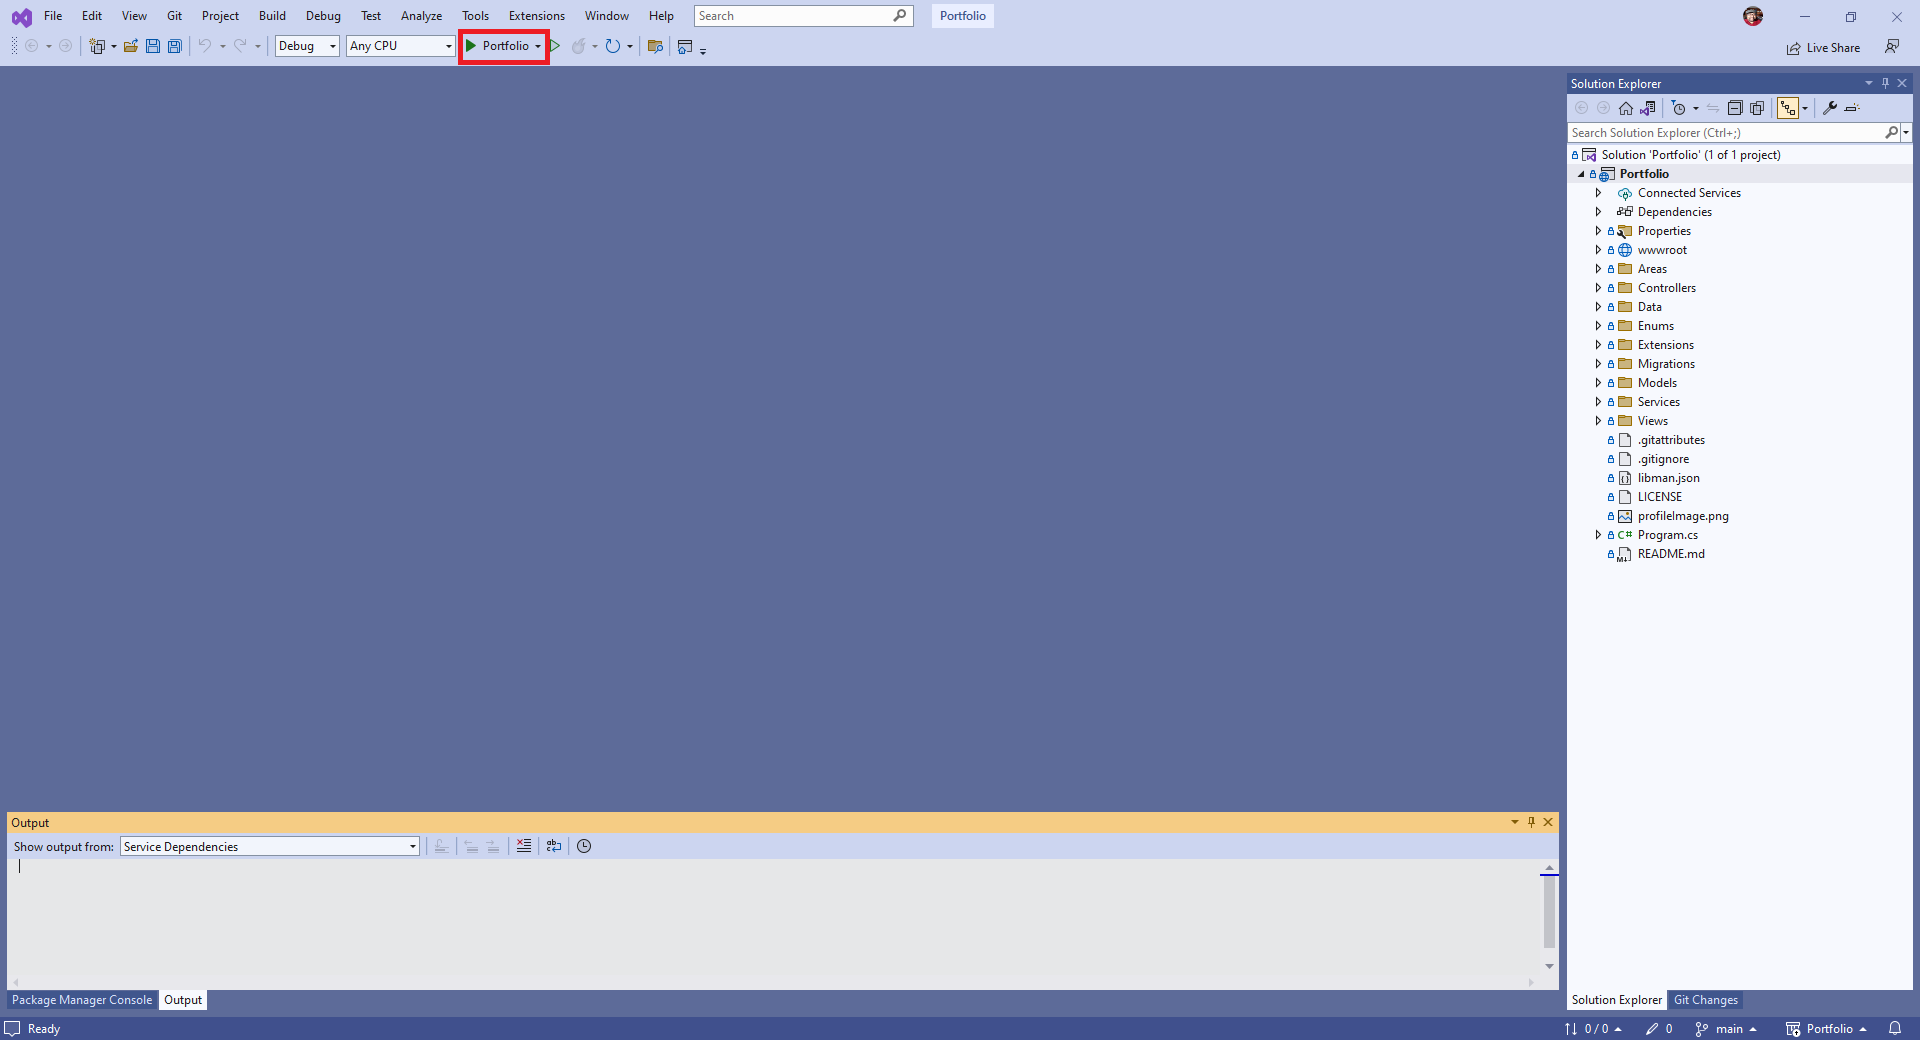 File Edit View Git Project Build Debug Test Analyze Tools Extensions Window Help Search Portfolio
Debug Any CPU Portfolio Live Share
Solution Explorer
Search Solution Explorer (Ctrl+;)
Solution 'Portfolio' (1 of 1 project)
Portfolio
Connected Services
Dependencies
Properties
wwwroot
Areas
Controllers
Data
Enums
Extensions
Migrations
Models
Services
Views
.gitattributes
.gitignore
libman.json
LICENSE
profileImage.png
C# Program.cs
README.md
Output
Show output from: Service Dependencies
Package Manager Console Output
Solution Explorer Git Changes
Ready 0 / 0 0 main Portfolio